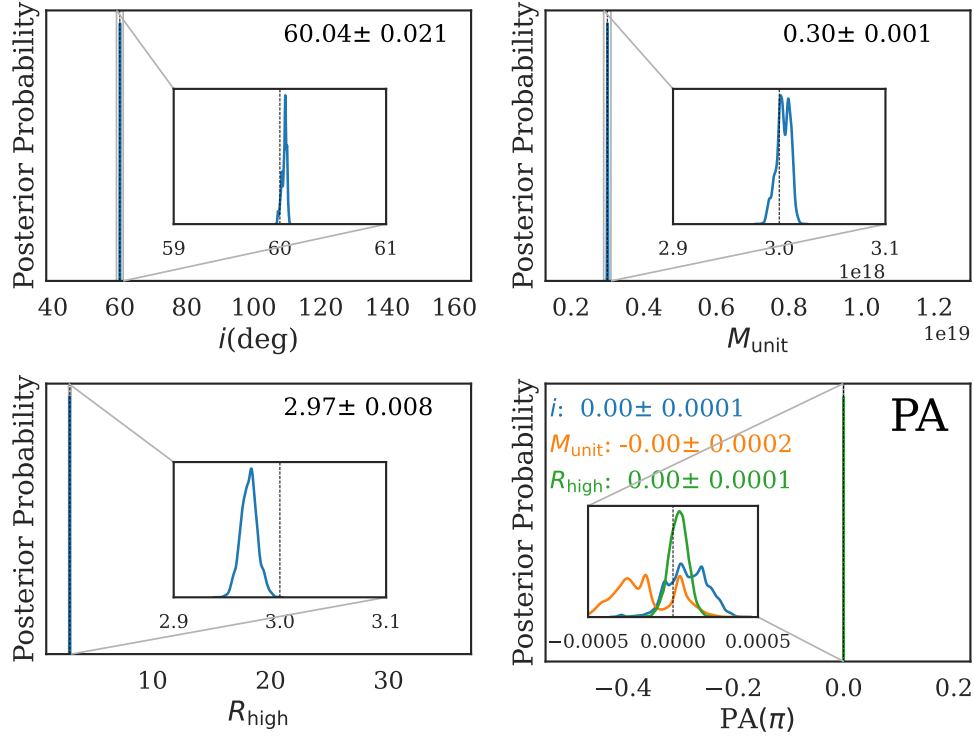 Posterior Probability
60.04± 0.021
59 60 61
40 60 80 100 120 140 160
i(deg)
Posterior Probability
0.30± 0.001
2.9 3.0 3.1
1e18
0.2 0.4 0.6 0.8 1.0 1.2
1e19
M_unit
Posterior Probability
2.97± 0.008
2.9 3.0 3.1
10 20 30
R_high
Posterior Probability
PA
i: 0.00± 0.0001
M_unit: -0.00± 0.0002
R_high: 0.00± 0.0001
−0.0005 0.0000 0.0005
−0.4 −0.2 0.0 0.2
PA(π)